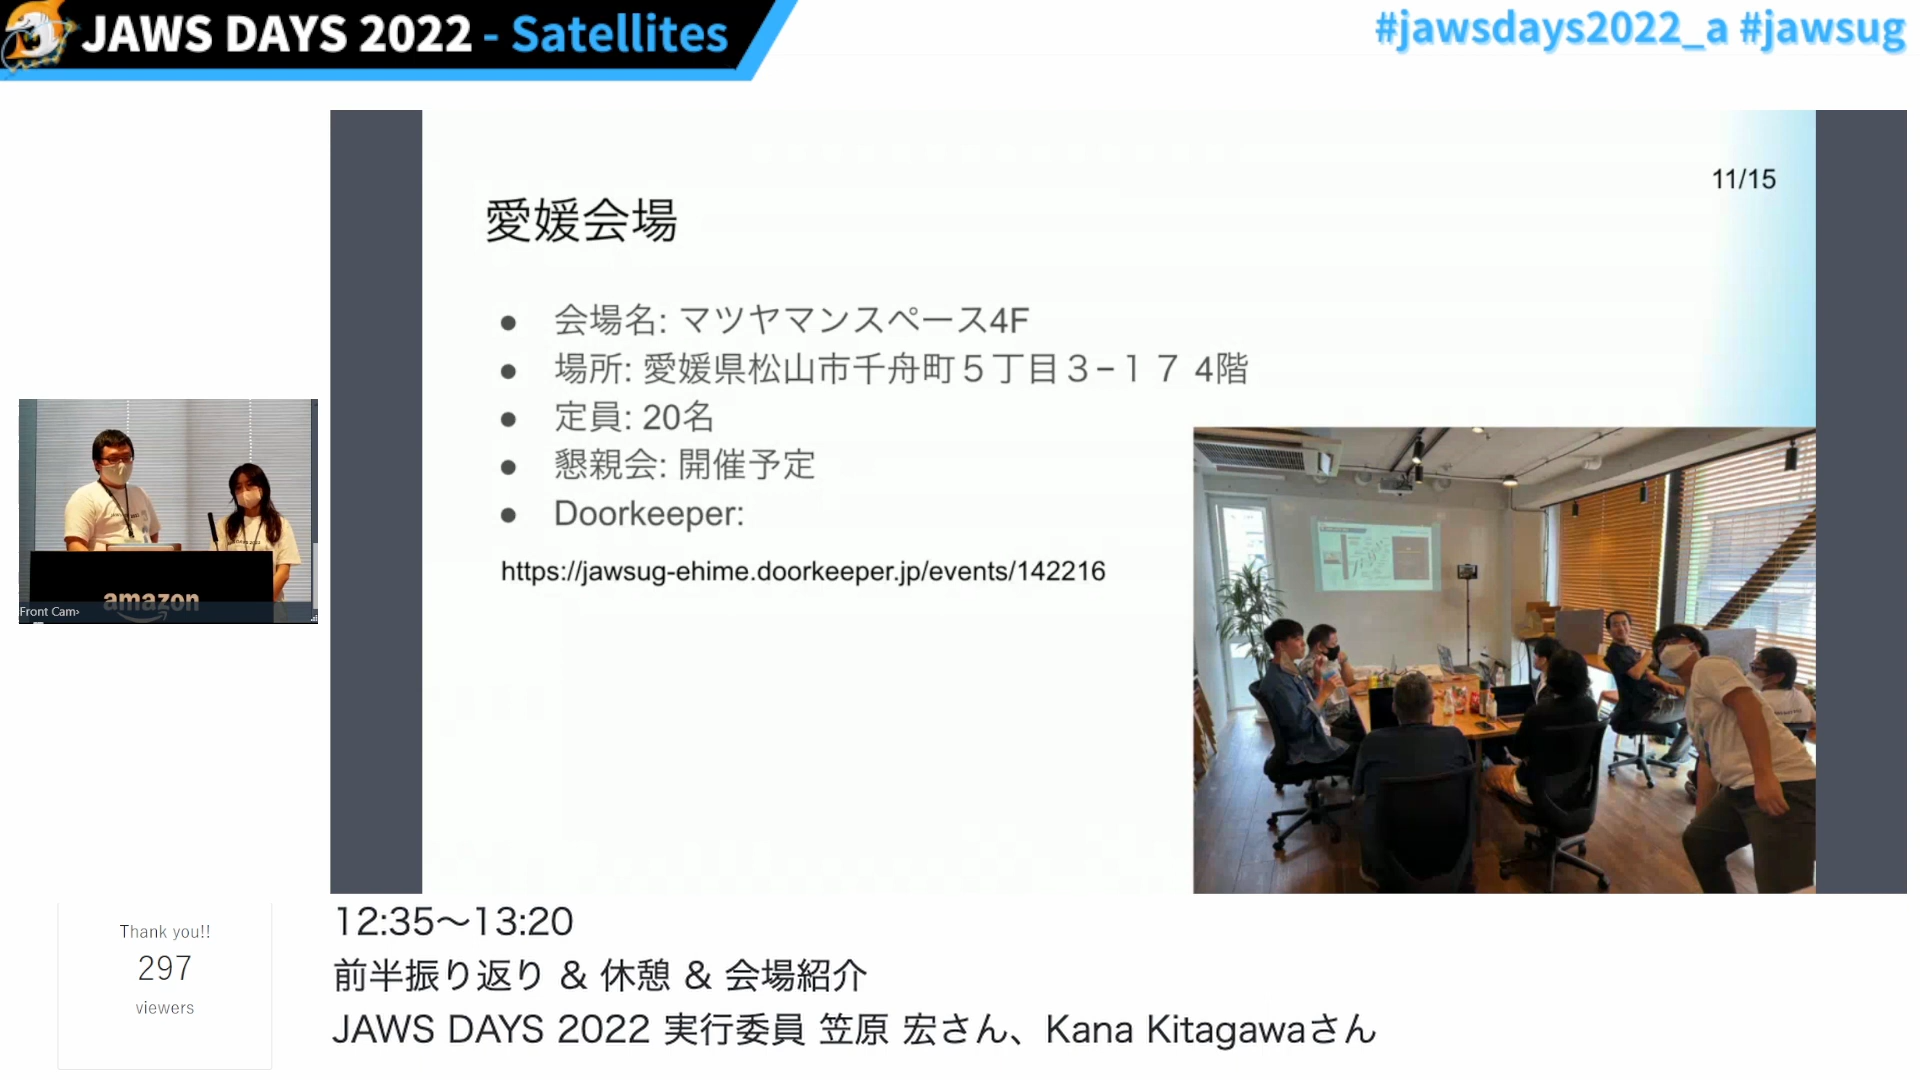 JAWS DAYS 2022 - Satellites
#jawsdays2022_a #jawsug
11/15
愛媛会場
● 会場名: マツヤマンスペース4F
● 場所: 愛媛県松山市千舟町５丁目３−１７ 4階
● 定員: 20名
● 懇親会: 開催予定
● Doorkeeper:
https://jawsug-ehime.doorkeeper.jp/events/142216
amazon
Front Cam
Thank you!!
297
viewers
12:35〜13:20
前半振り返り & 休憩 & 会場紹介
JAWS DAYS 2022 実行委員 笠原 宏さん、Kana Kitagawaさん